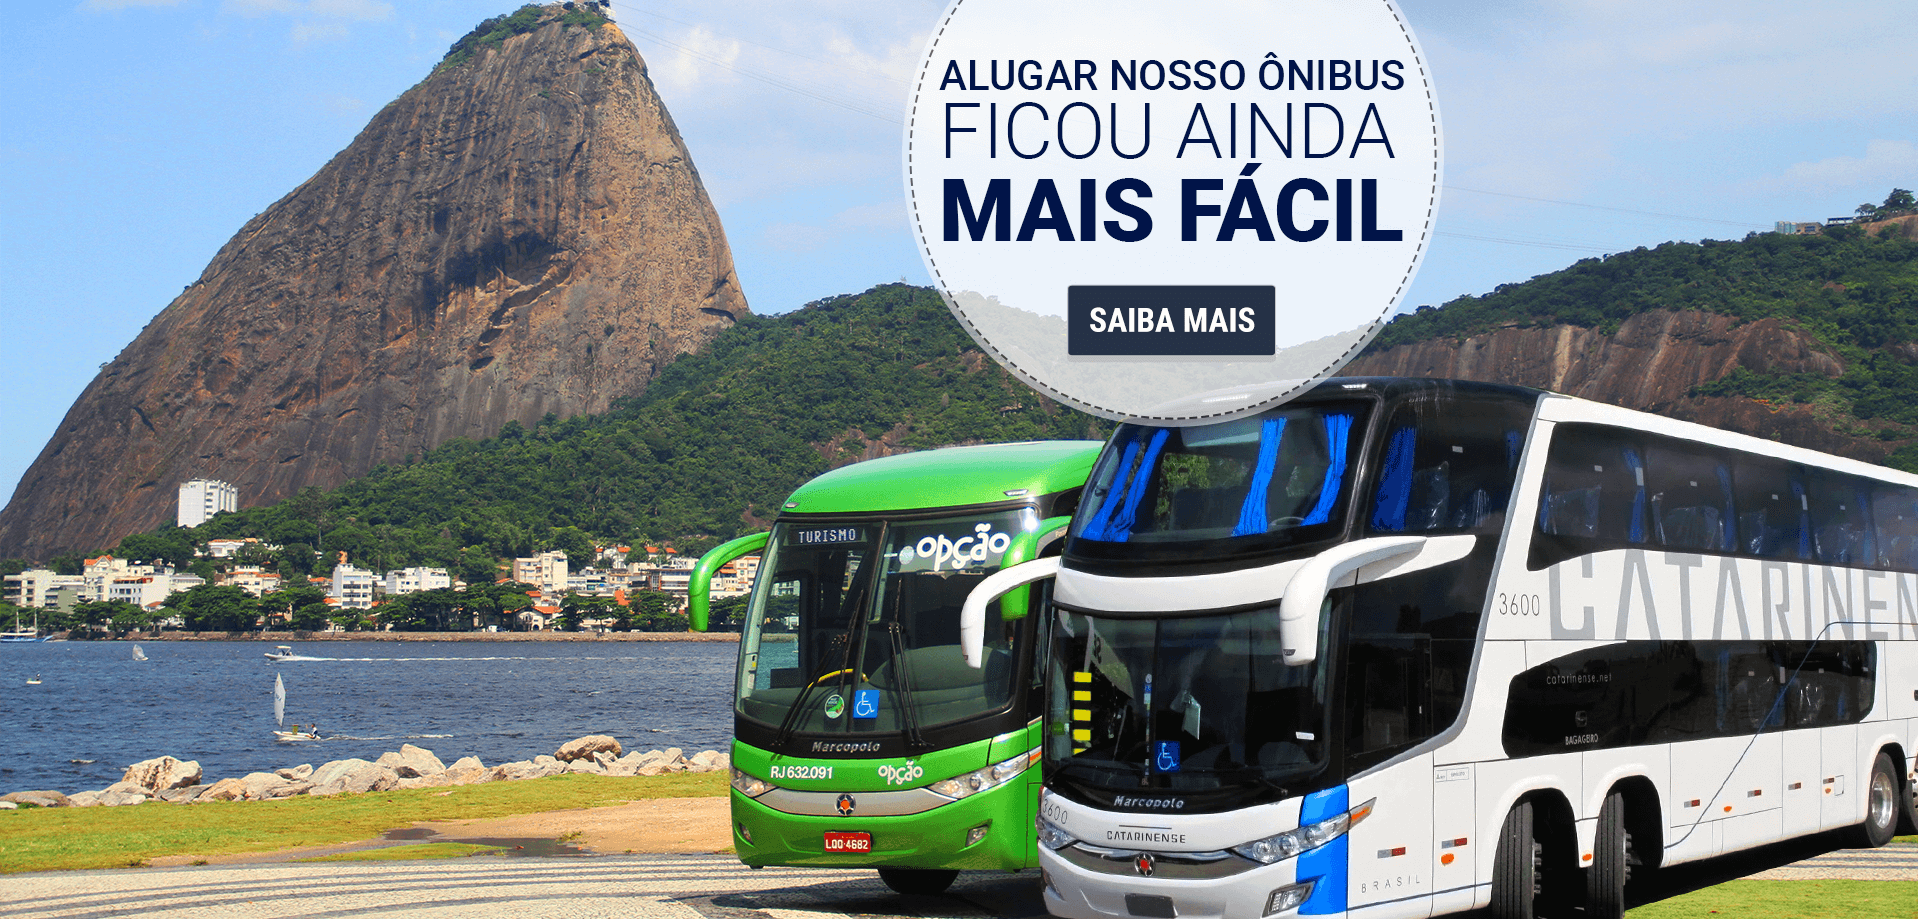 ALUGAR NOSSO ÔNIBUS
FICOU AINDA
MAIS FÁCIL
SAIBA MAIS
TURISMO
opção
Marcopolo
RJ 632.091
opção
LQO-4682
3600
CATARINEN
catarinense.net
BAGAGEIRO
Marcopolo
3600
CATARINENSE
BRASIL